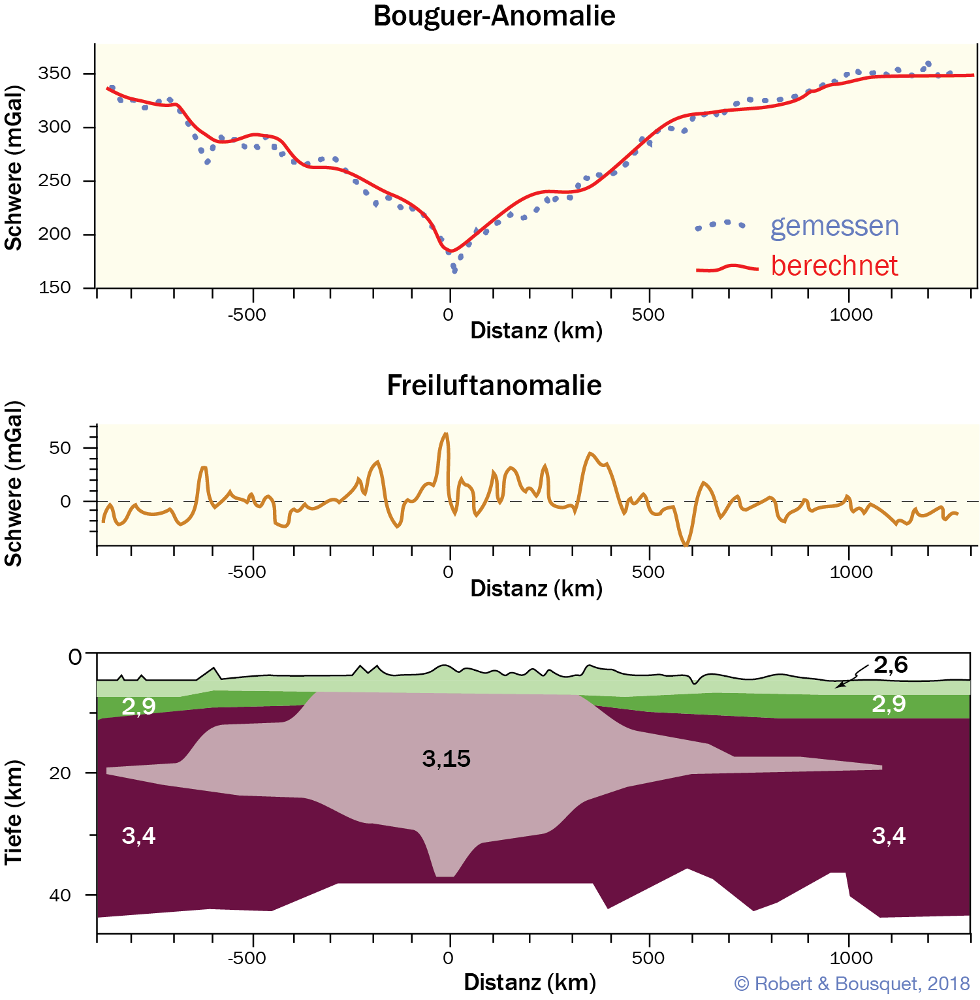 Bouguer-Anomalie
Schwere (mGal)
350
300
250
200
150
gemessen
berechnet
-500 0 500 1000
Distanz (km)
Freiluftanomalie
Schwere (mGal)
50
0
-500 0 500 1000
Distanz (km)
Tiefe (km)
0
20
40
2,6
2,9 2,9
3,15
3,4 3,4
-500 0 500 1000
Distanz (km)
© Robert & Bousquet, 2018